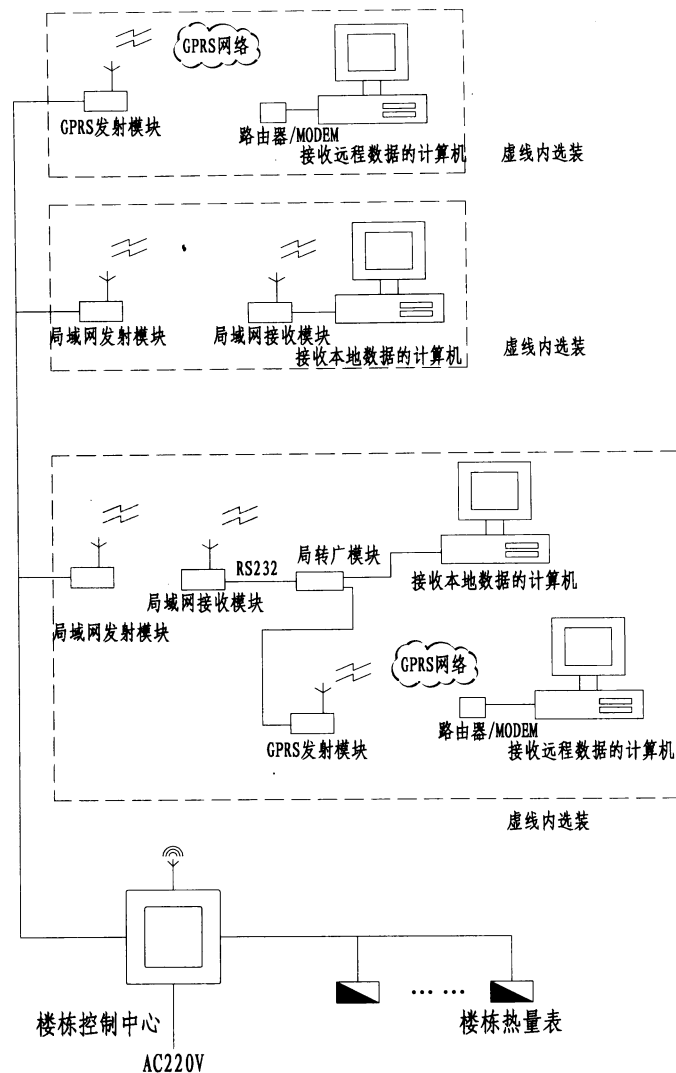 GPRS网络
GPRS发射模块
路由器/MODEM
接收远程数据的计算机
虚线内选装
局域网发射模块
局域网接收模块
接收本地数据的计算机
虚线内选装
局转广模块
RS232
接收本地数据的计算机
局域网接收模块
局域网发射模块
GPRS网络
路由器/MODEM
GPRS发射模块
接收远程数据的计算机
虚线内选装
楼栋控制中心
楼栋热量表
AC220V